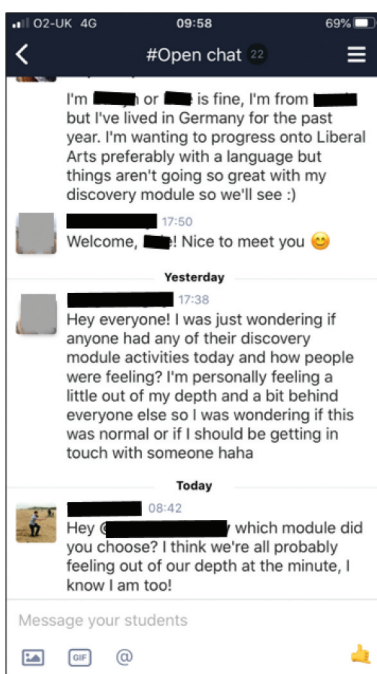 O2-UK 4G 09:58 69%
#Open chat 22
I'm or is fine, I'm from
but I've lived in Germany for the past
year. I'm wanting to progress onto Liberal
Arts preferably with a language but
things aren't going so great with my
discovery module so we'll see :)
17:50
Welcome, ! Nice to meet you 😊
Yesterday
17:38
Hey everyone! I was just wondering if
anyone had any of their discovery
module activities today and how people
were feeling? I'm personally feeling a
little out of my depth and a bit behind
everyone else so I was wondering if this
was normal or if I should be getting in
touch with someone haha
Today
08:42
Hey @ which module did
you choose? I think we're all probably
feeling out of our depth at the minute, I
know I am too!
Message your students
GIF @